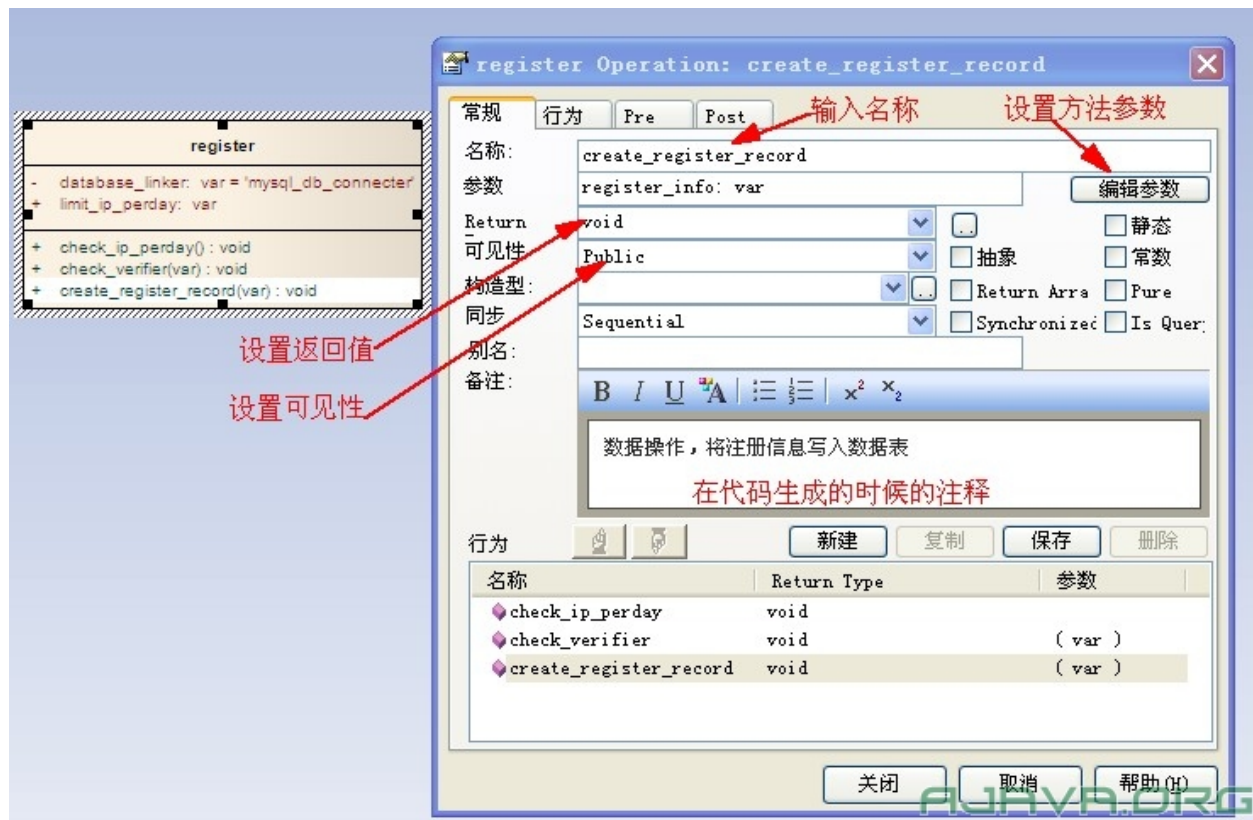 register Operation: create_register_record
常规 行为 Pre Post 输入名称 设置方法参数
register
名称: create_register_record
- database_linker: var = 'mysql_db_connecter'
参数 register_info: var 编辑参数
+ limit_ip_perday: var
Return void .. 静态
+ check_ip_perday() : void
可见性 Public 抽象 常数
+ check_verifier(var) : void
+ create_register_record(var) : void
构造型: .. Return Arra Pure
同步 Sequential Synchronized Is Quer
设置返回值
别名:
备注: B I U A x² ×₂
设置可见性
数据操作，将注册信息写入数据表
在代码生成的时候的注释
行为 新建 复制 保存 删除
名称 Return Type 参数
check_ip_perday void
check_verifier void ( var )
create_register_record void ( var )
关闭 取消 帮助(H)
AJAVA.ORG